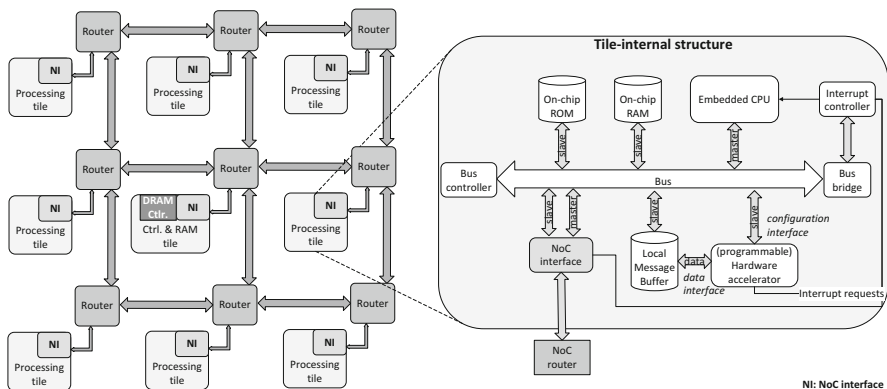 Router
Router
Router
NI
Processing
tile
NI
Processing
tile
NI
Processing
tile
Router
Router
Router
NI
Processing
tile
DRAM
Ctlr.
NI
Ctrl. & RAM
tile
NI
Processing
tile
Router
Router
Router
NI
Processing
tile
NI
Processing
tile
NI
Processing
tile
Tile-internal structure
On-chip
ROM
On-chip
RAM
Embedded CPU
Interrupt
controller
slave
slave
master
Bus
controller
Bus
Bus
bridge
slave
master
slave
slave
configuration
interface
NoC
interface
Local
Message
Buffer
data
data
interface
(programmable)
Hardware
accelerator
Interrupt requests
NoC
router
NI: NoC interface